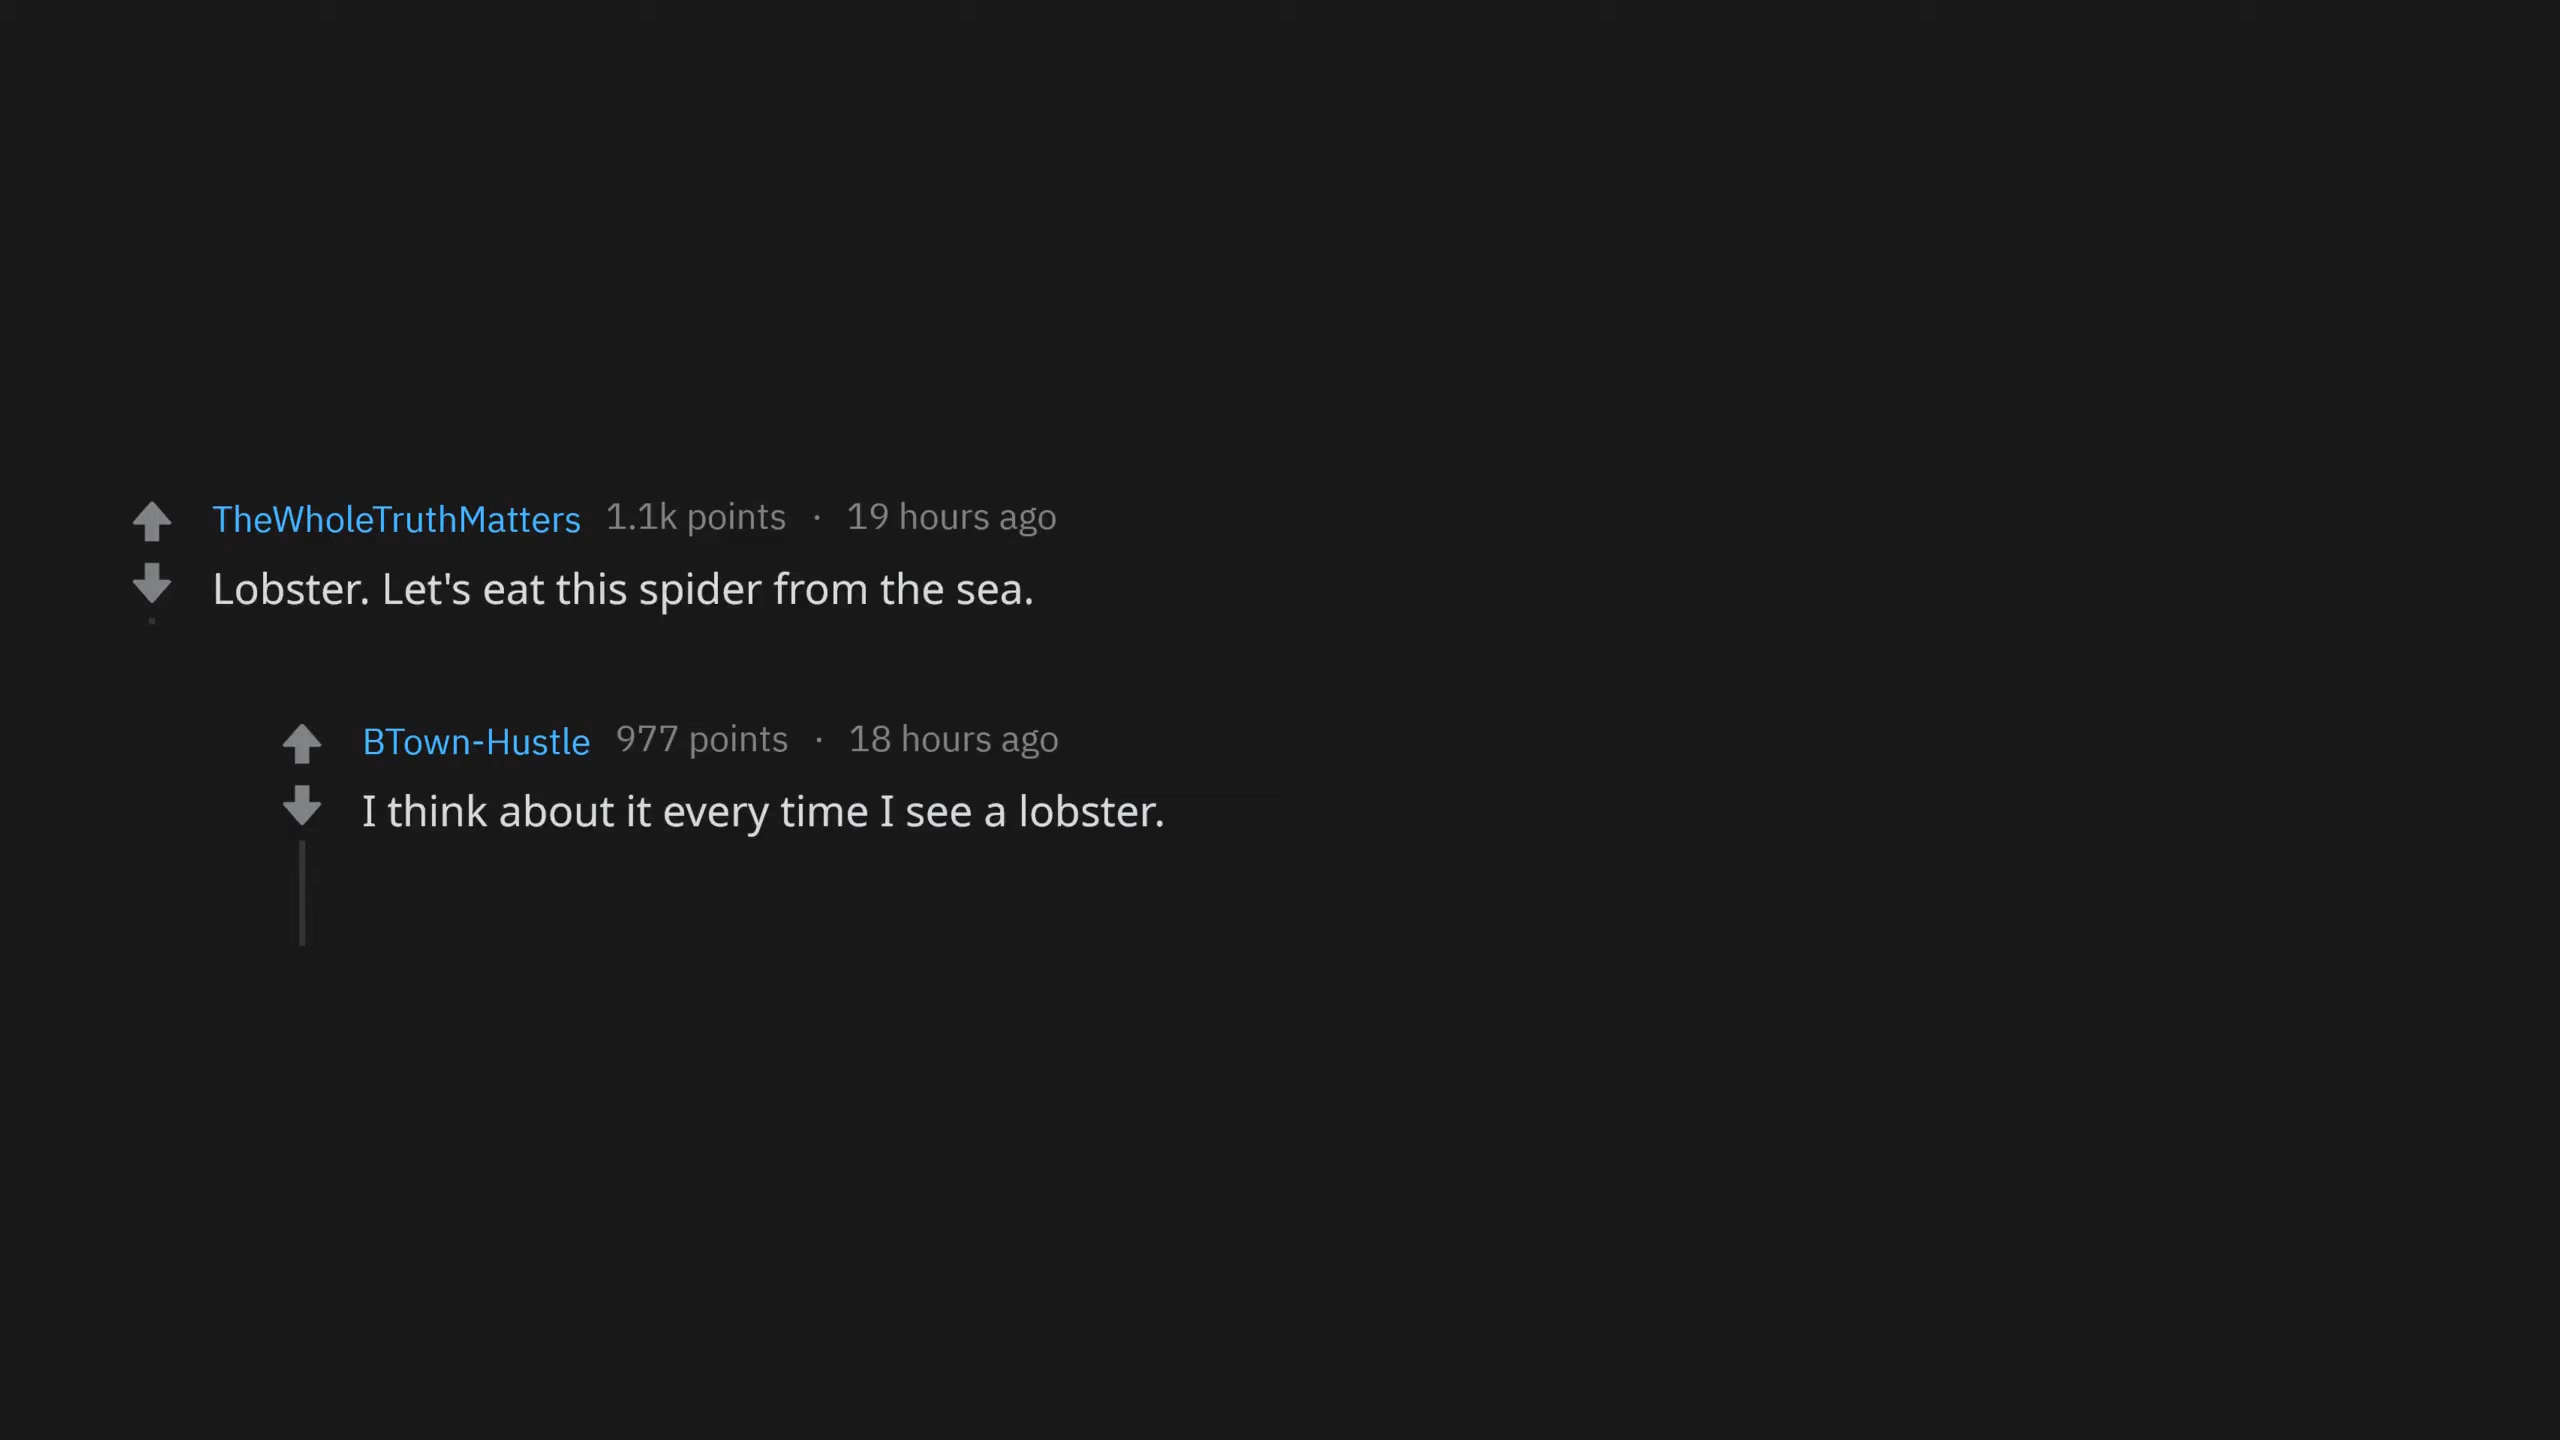 TheWholeTruthMatters 1.1k points · 19 hours ago
Lobster. Let's eat this spider from the sea.
BTown-Hustle 977 points · 18 hours ago
I think about it every time I see a lobster.